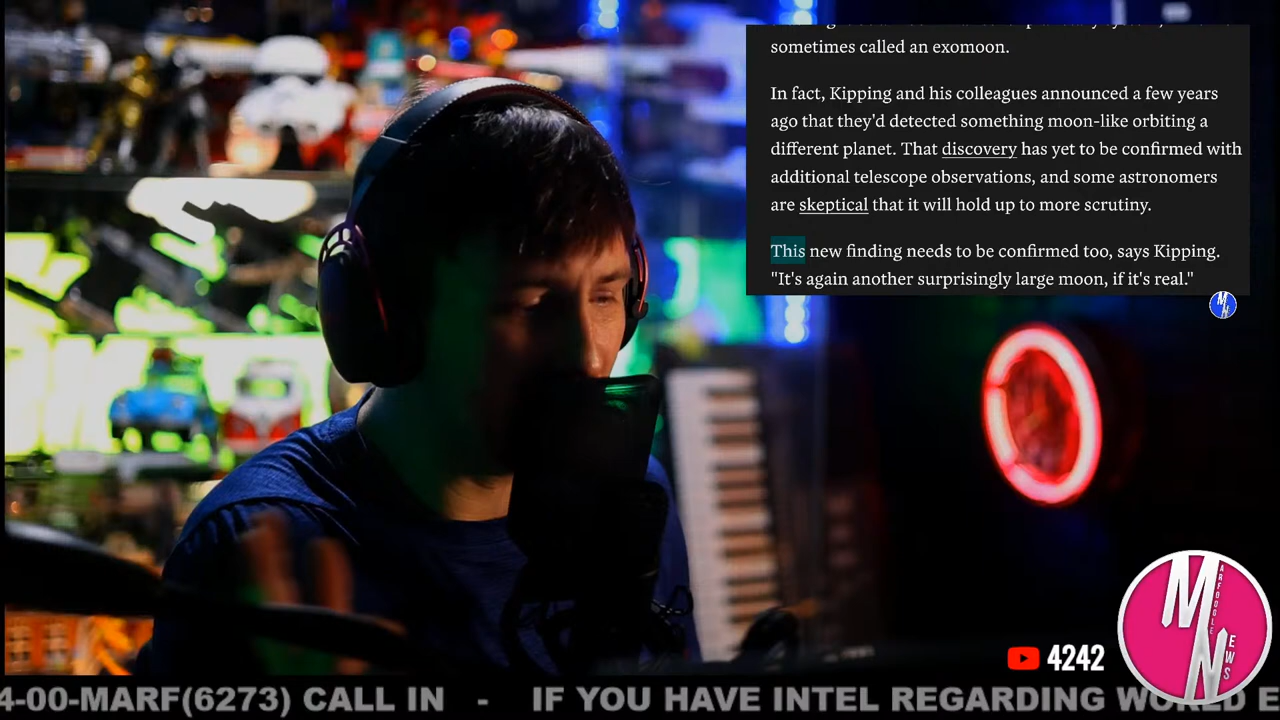 sometimes called an exomoon.
In fact, Kipping and his colleagues announced a few years
ago that they'd detected something moon-like orbiting a
different planet. That discovery has yet to be confirmed with
additional telescope observations, and some astronomers
are skeptical that it will hold up to more scrutiny.
This new finding needs to be confirmed too, says Kipping.
"It's again another surprisingly large moon, if it's real."
MN
MARFOOGLE NEWS
4242
4-00-MARF(6273) CALL IN - IF YOU HAVE INTEL REGARDING WORLD E